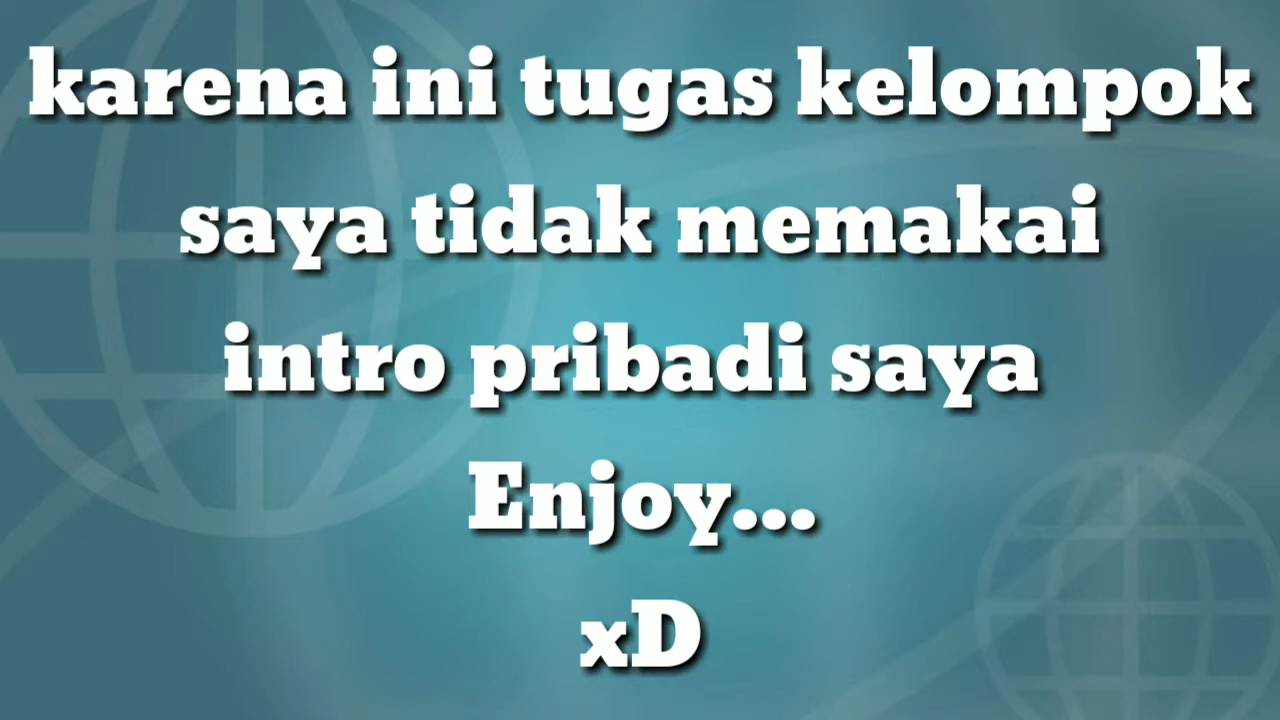 karena ini tugas kelompok
saya tidak memakai
intro pribadi saya
Enjoy...
xD